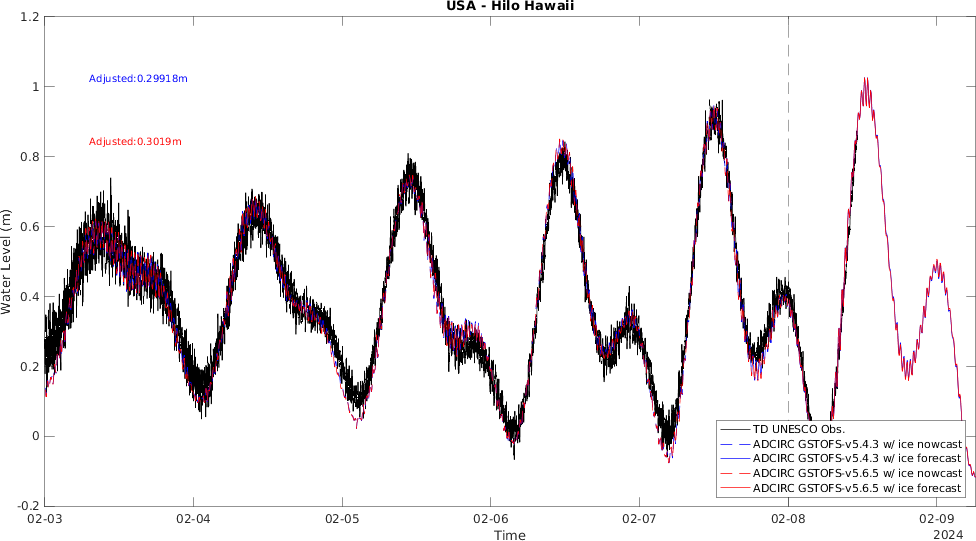 USA - Hilo Hawaii
1.2
1
0.8
0.6
0.4
0.2
0
-0.2
Water Level (m)
Adjusted:0.29918m
Adjusted:0.3019m
TD UNESCO Obs.
ADCIRC GSTOFS-v5.4.3 w/ ice nowcast
ADCIRC GSTOFS-v5.4.3 w/ ice forecast
ADCIRC GSTOFS-v5.6.5 w/ ice nowcast
ADCIRC GSTOFS-v5.6.5 w/ ice forecast
02-03 02-04 02-05 02-06 02-07 02-08 02-09
Time
2024